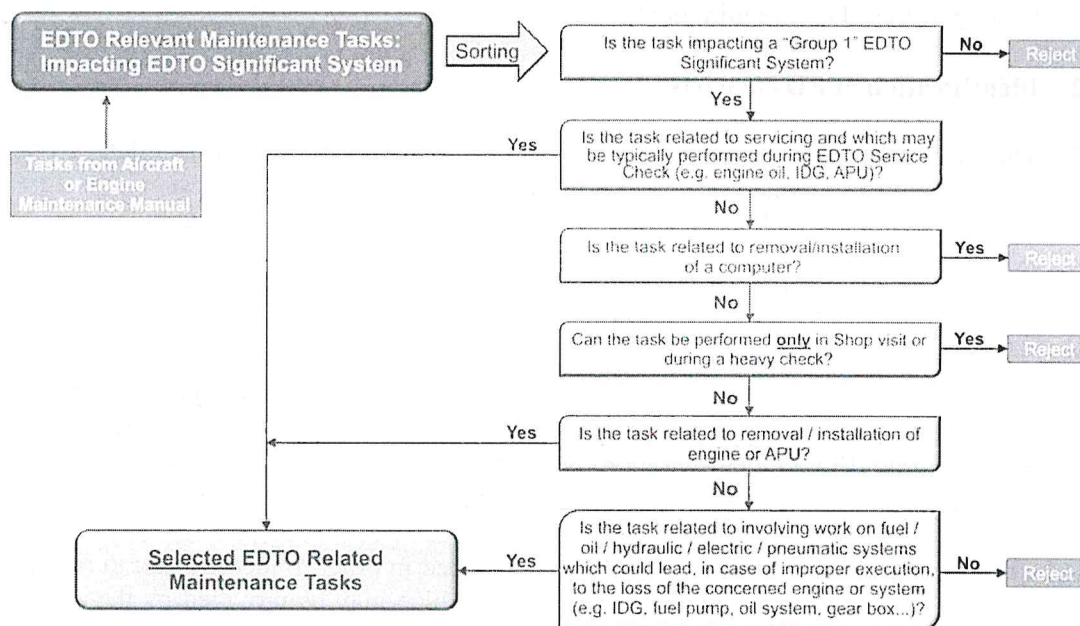 EDTO Relevant Maintenance Tasks:
Impacting EDTO Significant System
Sorting
Is the task impacting a "Group 1" EDTO
Significant System?
No
Reject
Yes
Tasks from Aircraft
or Engine
Maintenance Manual
Yes
Is the task related to servicing and which may
be typically performed during EDTO Service
Check (e.g. engine oil, IDG, APU)?
No
Is the task related to removal/installation
of a computer?
Yes
Reject
No
Can the task be performed only in Shop visit or
during a heavy check?
Yes
Reject
No
Yes
Is the task related to removal / installation of
engine or APU?
No
Selected EDTO Related
Maintenance Tasks
Yes
Is the task related to involving work on fuel /
oil / hydraulic / electric / pneumatic systems
which could lead, in case of improper execution,
to the loss of the concerned engine or system
(e.g. IDG, fuel pump, oil system, gear box...)?
No
Reject